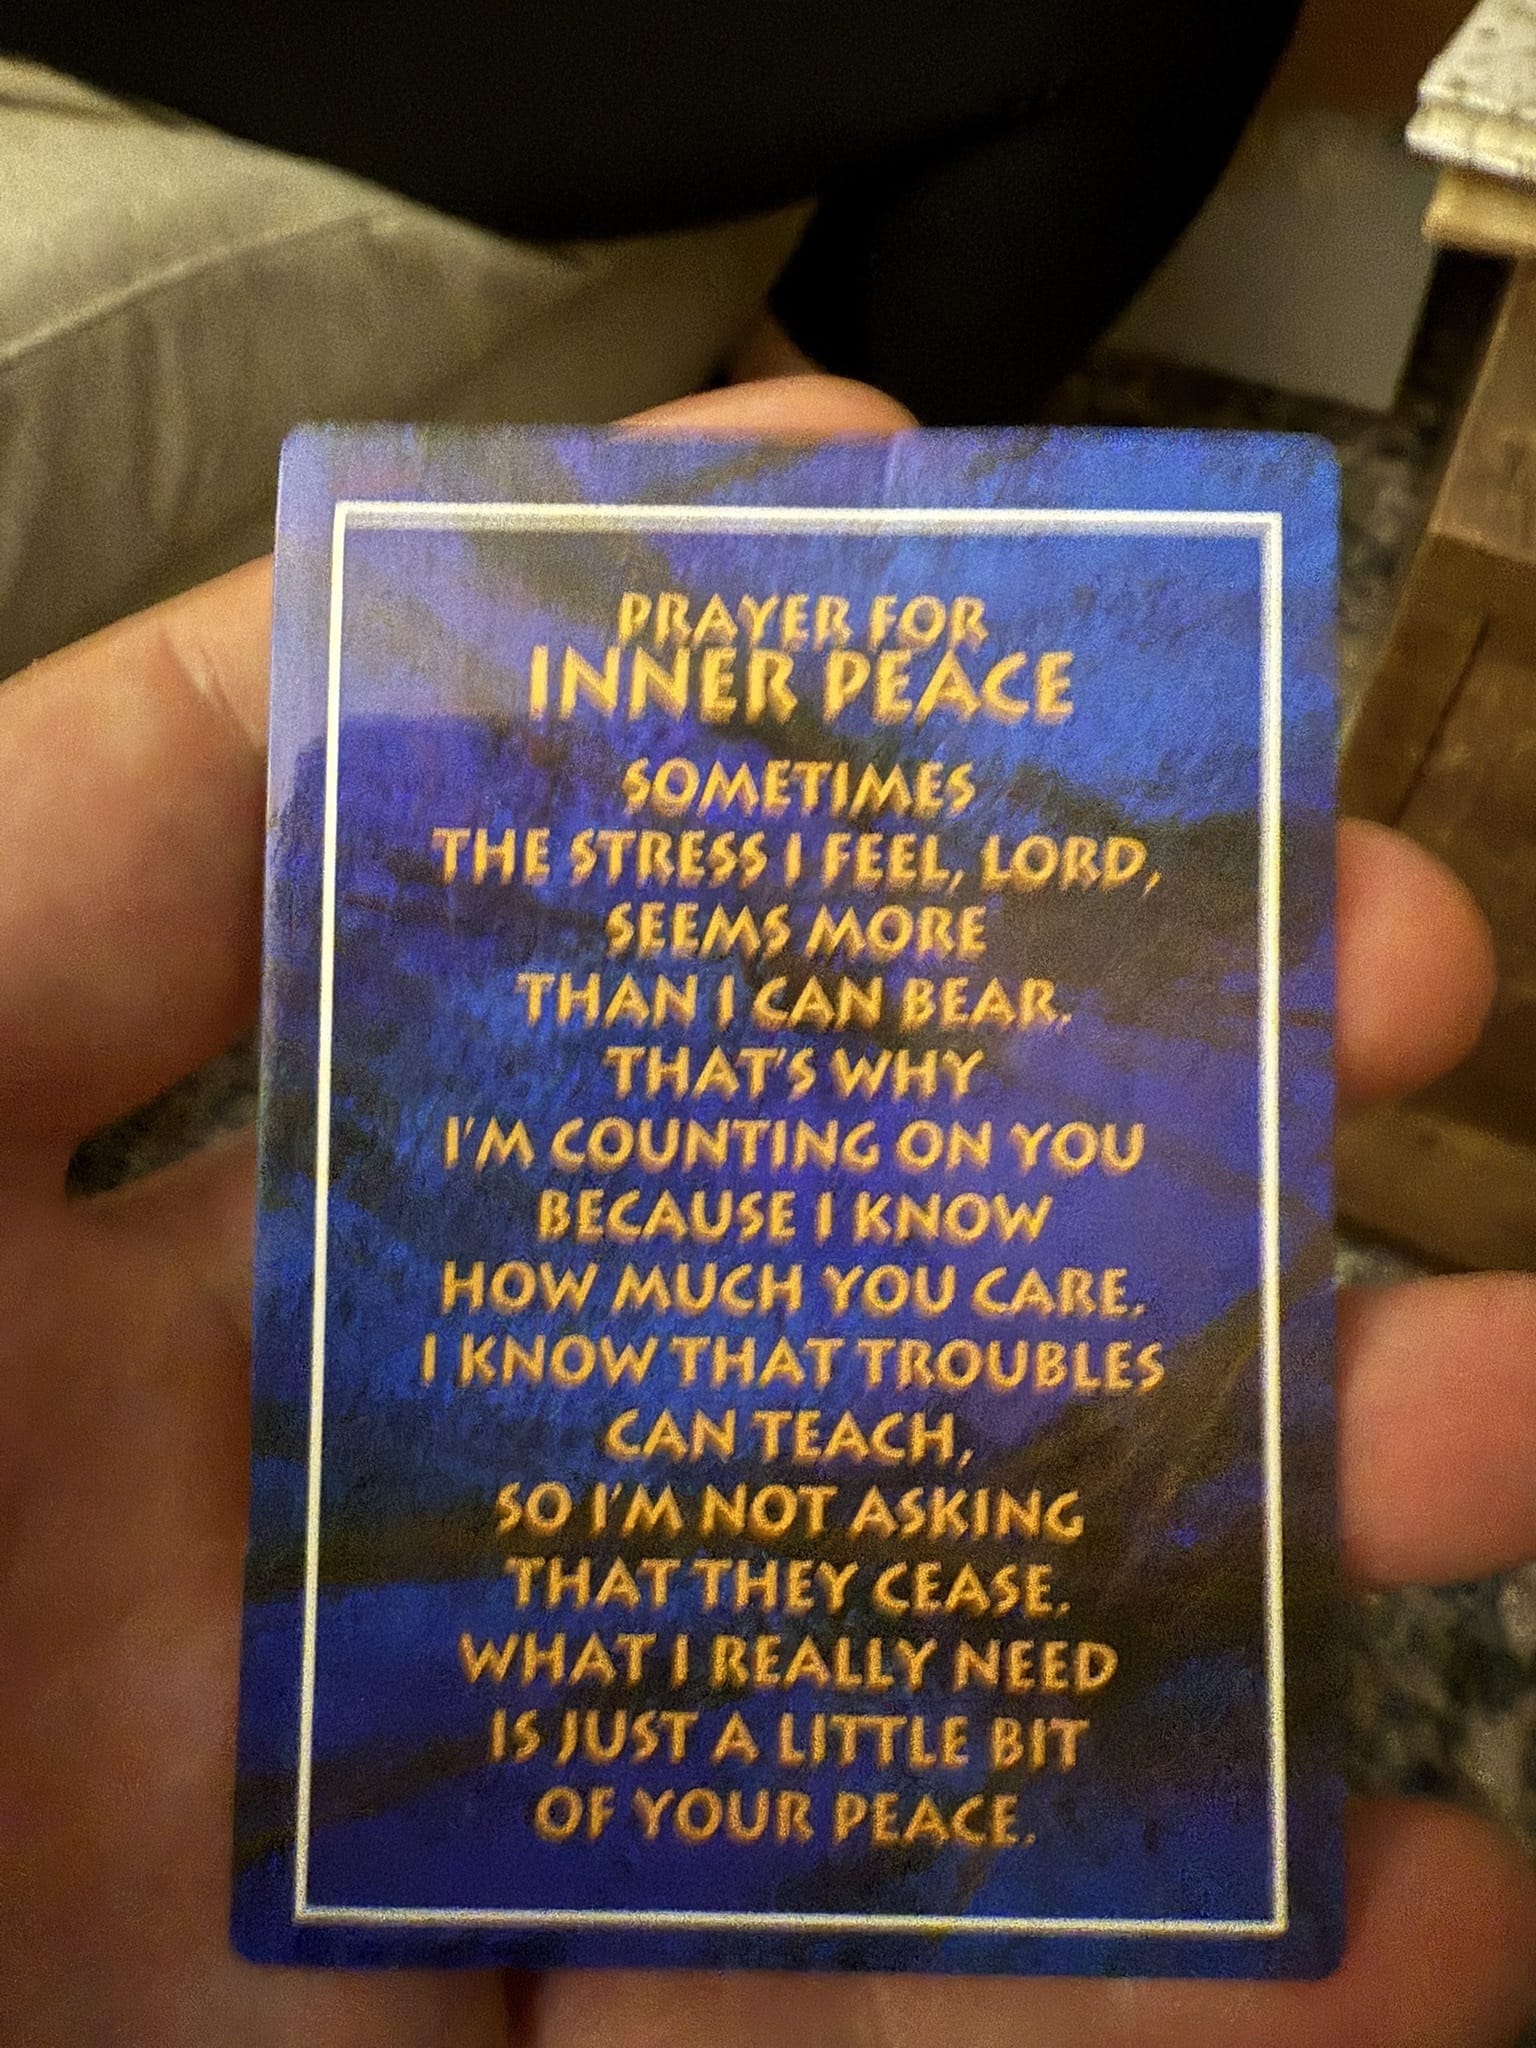 PRAYER FOR
INNER PEACE
SOMETIMES
THE STRESS I FEEL, LORD,
SEEMS MORE
THAN I CAN BEAR.
THAT'S WHY
I'M COUNTING ON YOU
BECAUSE I KNOW
HOW MUCH YOU CARE.
I KNOW THAT TROUBLES
CAN TEACH,
SO I'M NOT ASKING
THAT THEY CEASE.
WHAT I REALLY NEED
IS JUST A LITTLE BIT
OF YOUR PEACE.